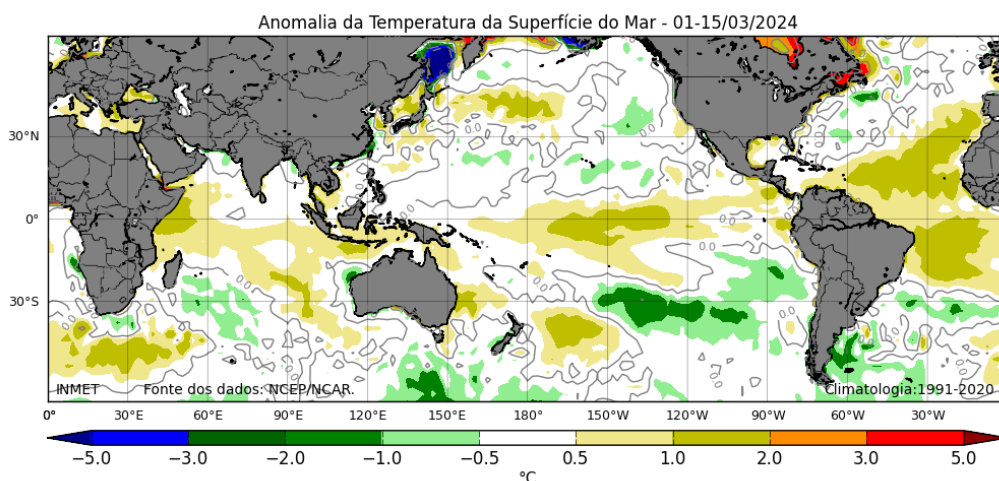 Anomalia da Temperatura da Superfície do Mar - 01-15/03/2024
30°N
0°
30°S
0.0
INMET Fonte dos dados: NCEP/NCAR. Climatologia:1991-2020
0° 30°E 60°E 90°E 120°E 150°E 180° 150°W 120°W 90°W 60°W 30°W
−5.0 −3.0 −2.0 −1.0 −0.5 0.5 1.0 2.0 3.0 5.0
°C